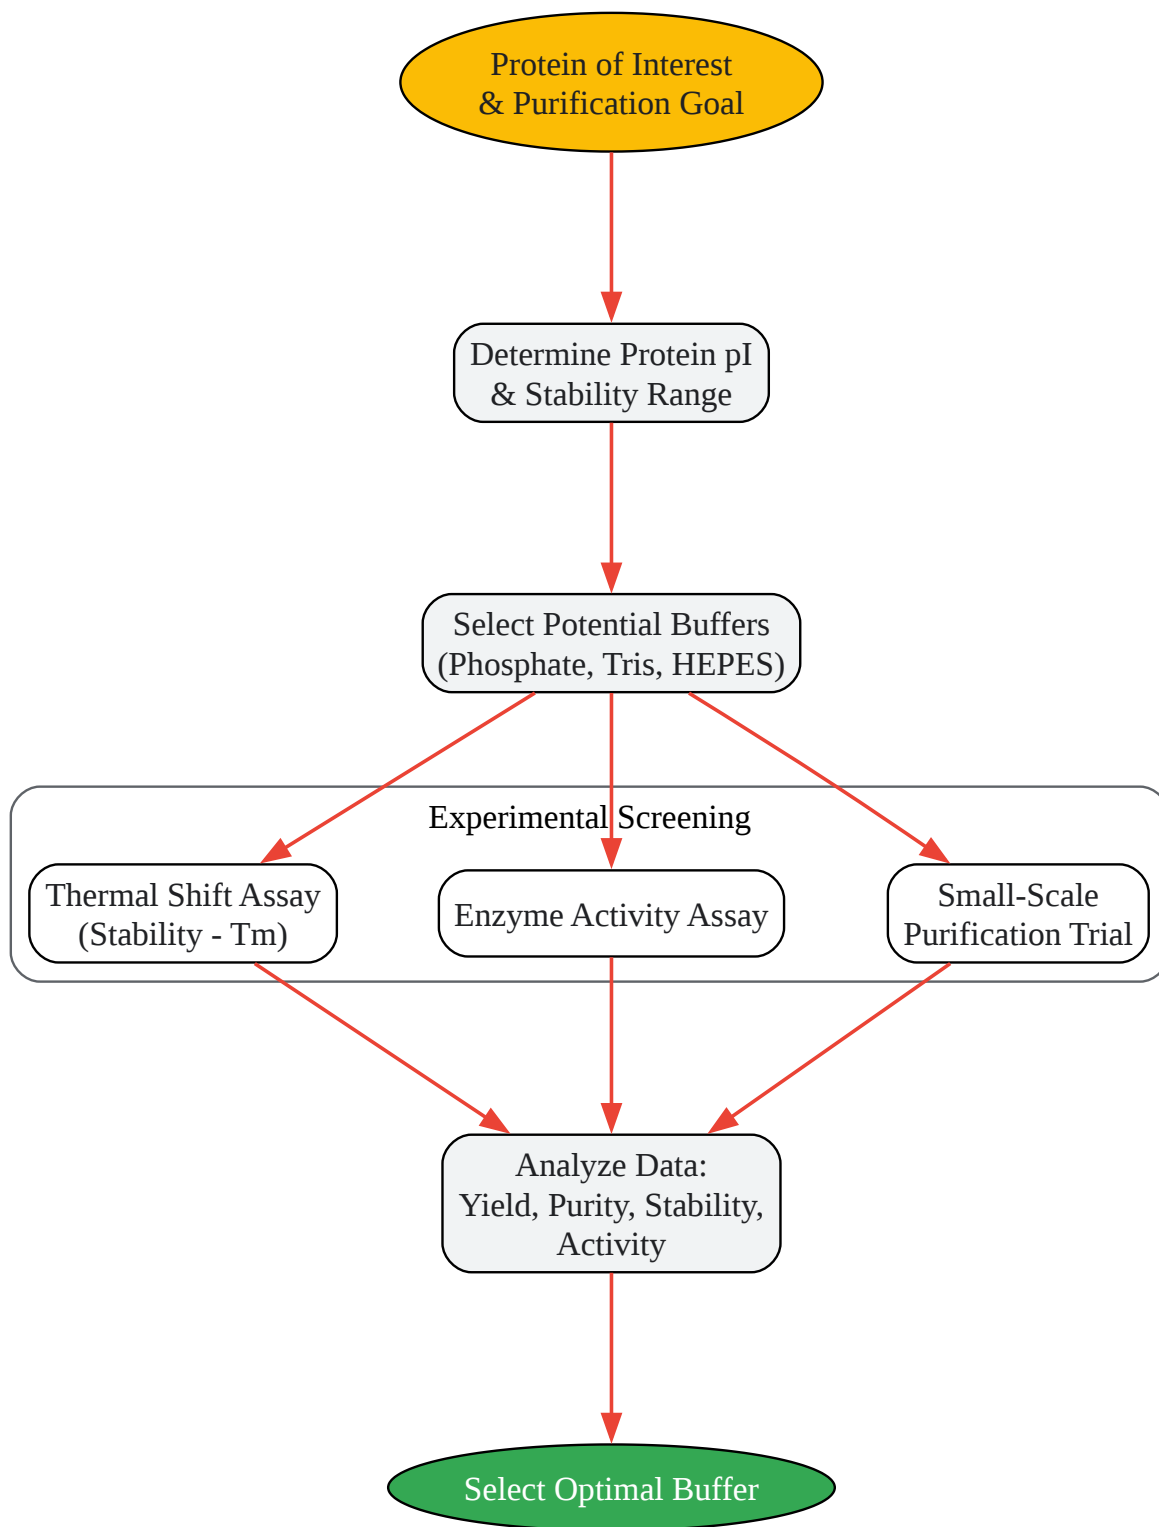 Protein of Interest
& Purification Goal
Determine Protein pI
& Stability Range
Select Potential Buffers
(Phosphate, Tris, HEPES)
Experimental Screening
Thermal Shift Assay
(Stability - Tm)
Enzyme Activity Assay
Small-Scale
Purification Trial
Analyze Data:
Yield, Purity, Stability,
Activity
Select Optimal Buffer